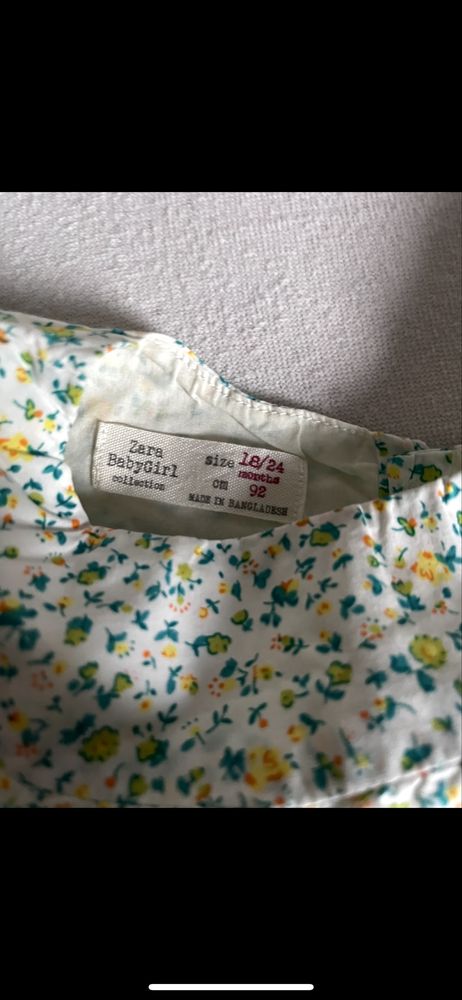 Zara
BabyGirl
collection
size 18/24
months
cm 92
MADE IN BANGLADESH